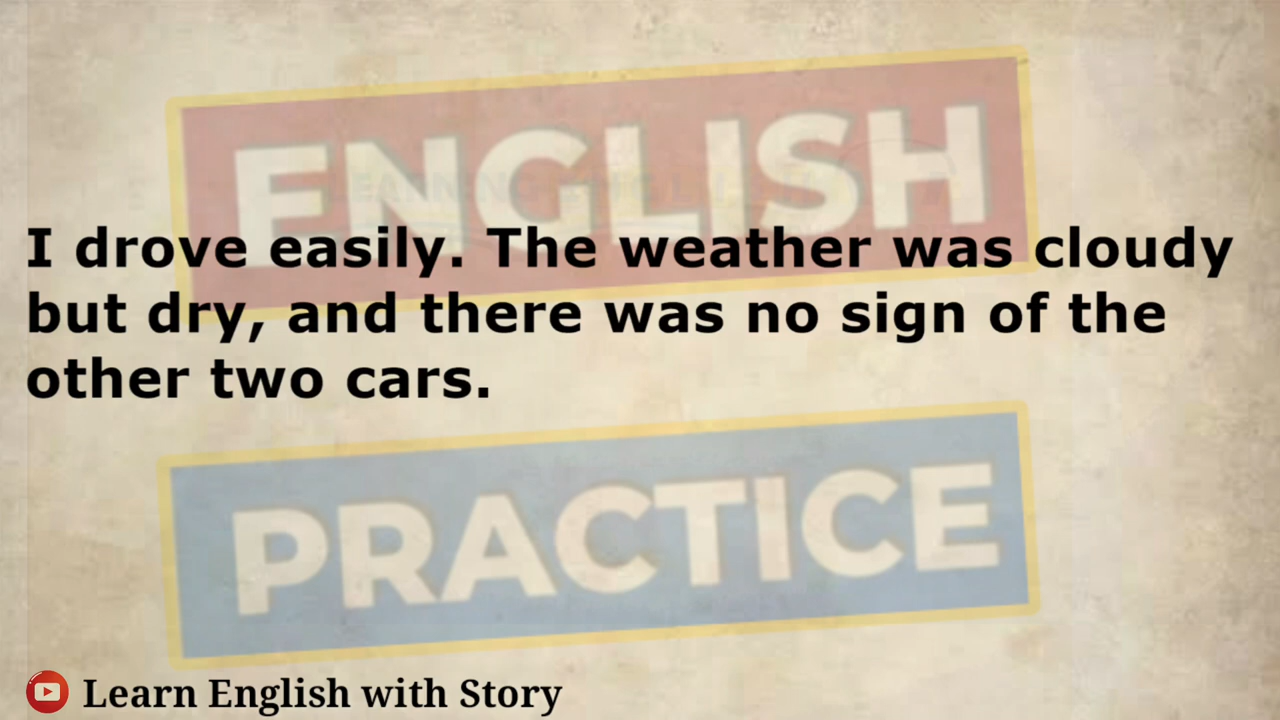 ENGLISH
I drove easily. The weather was cloudy
but dry, and there was no sign of the
other two cars.
PRACTICE
Learn English with Story